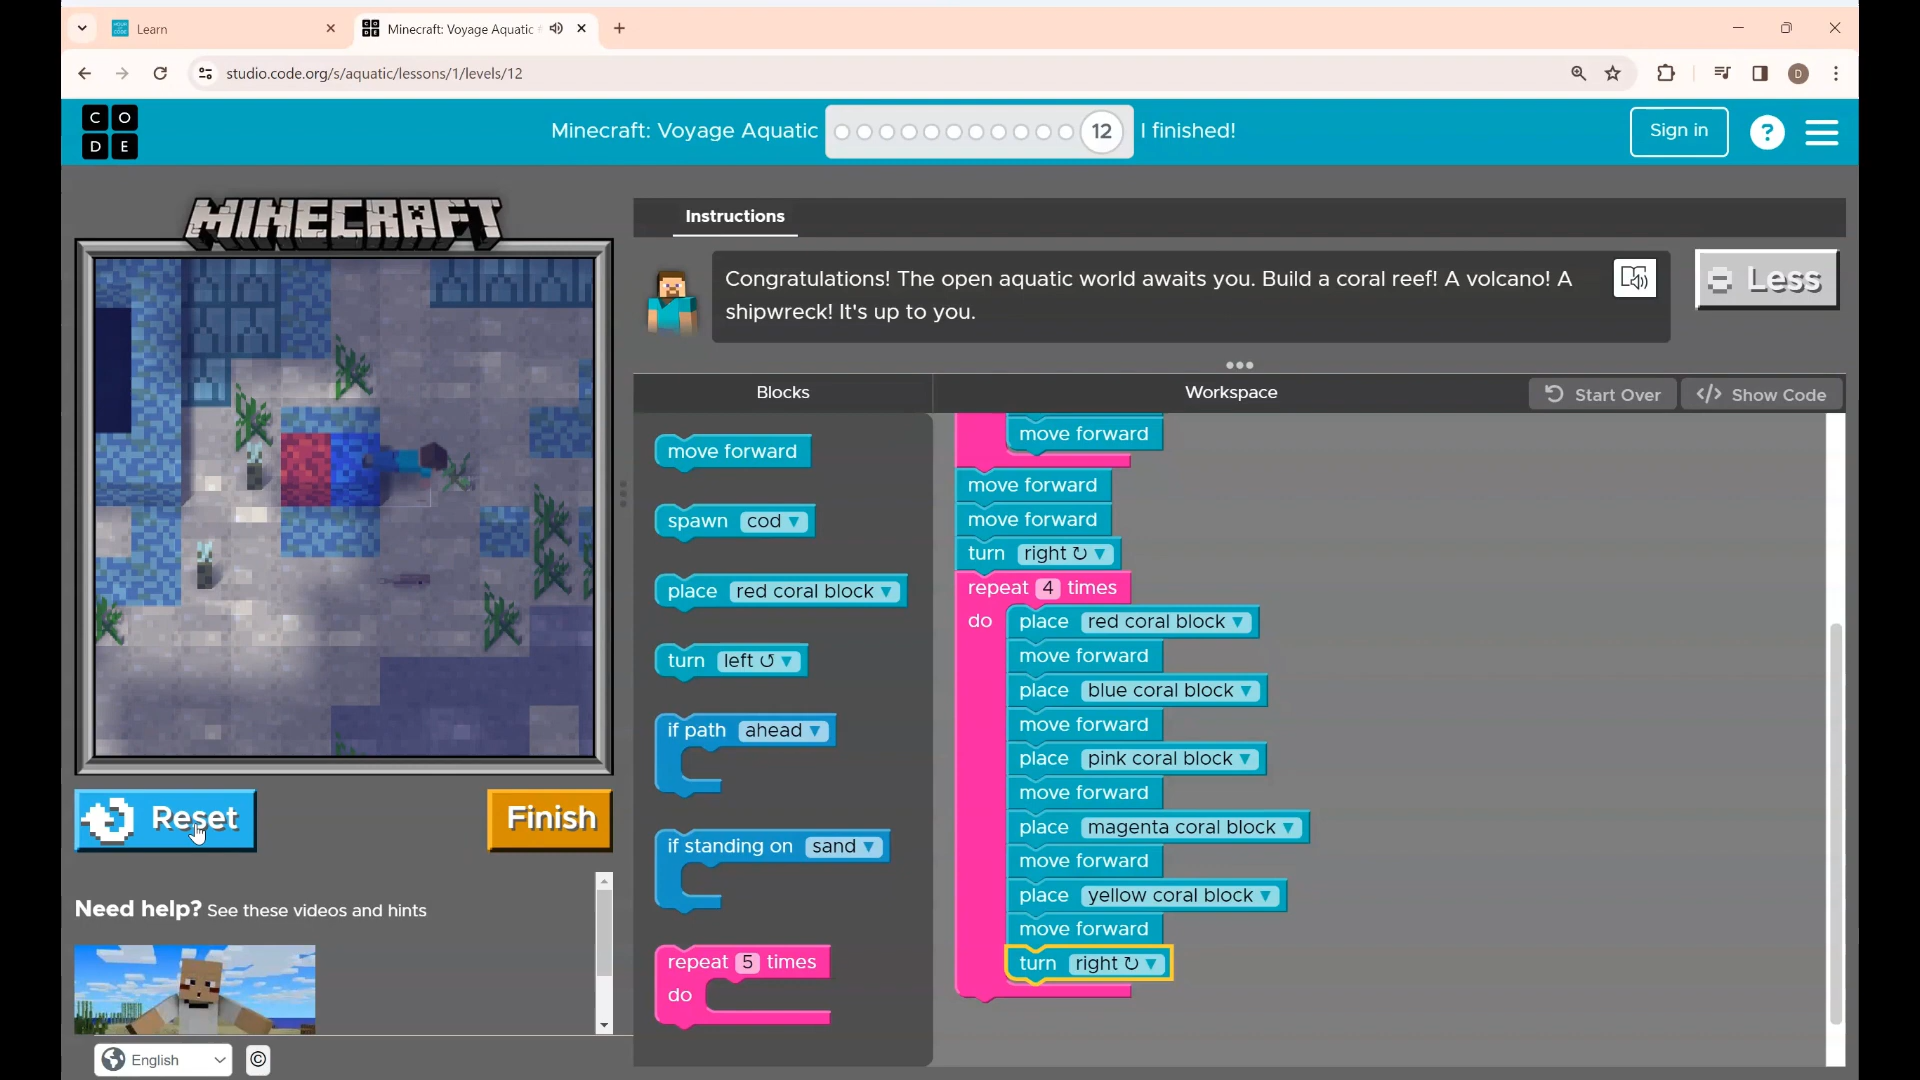 Learn
Minecraft: Voyage Aquatic
studio.code.org/s/aquatic/lessons/1/levels/12
D
C O
D E
Minecraft: Voyage Aquatic
12
I finished!
Sign in
?
MINECRAFT
Instructions
Congratulations! The open aquatic world awaits you. Build a coral reef! A volcano! A
shipwreck! It's up to you.
Less
Blocks
Workspace
Start Over
</> Show Code
move forward
spawn cod
place red coral block
turn left ↺
if path ahead
if standing on sand
repeat 5 times
do
move forward
move forward
move forward
turn right ↻
repeat 4 times
do
place red coral block
move forward
place blue coral block
move forward
place pink coral block
move forward
place magenta coral block
move forward
place yellow coral block
move forward
turn right ↻
Reset
Finish
Need help? See these videos and hints
English
©